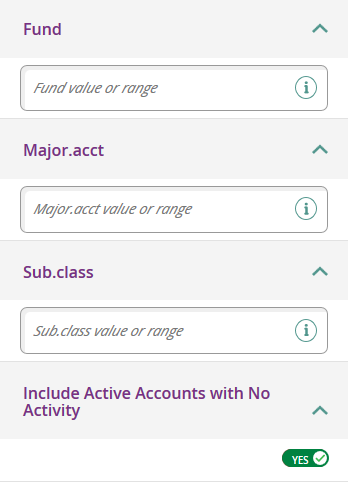 Fund
Fund value or range
Major.acct
Major.acct value or range
Sub.class
Sub.class value or range
Include Active Accounts with No
Activity
YES